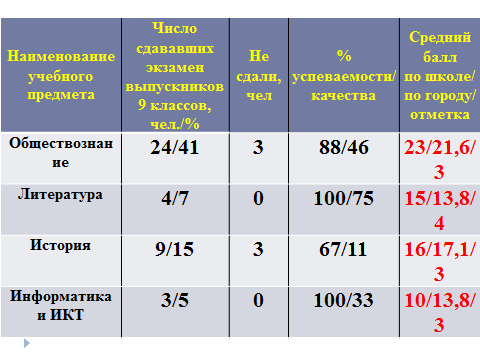 Наименование
учебного
предмета
Число
сдававших
экзамен
выпускников
9 классов,
чел./%
Не
сдали,
чел
%
успеваемости/
качества
Средний
балл
по школе/
по городу/
отметка
Обществознан
ие
24/41
3
88/46
23/21,6/
3
Литература
4/7
0
100/75
15/13,8/
4
История
9/15
3
67/11
16/17,1/
3
Информатика
и ИКТ
3/5
0
100/33
10/13,8/
3